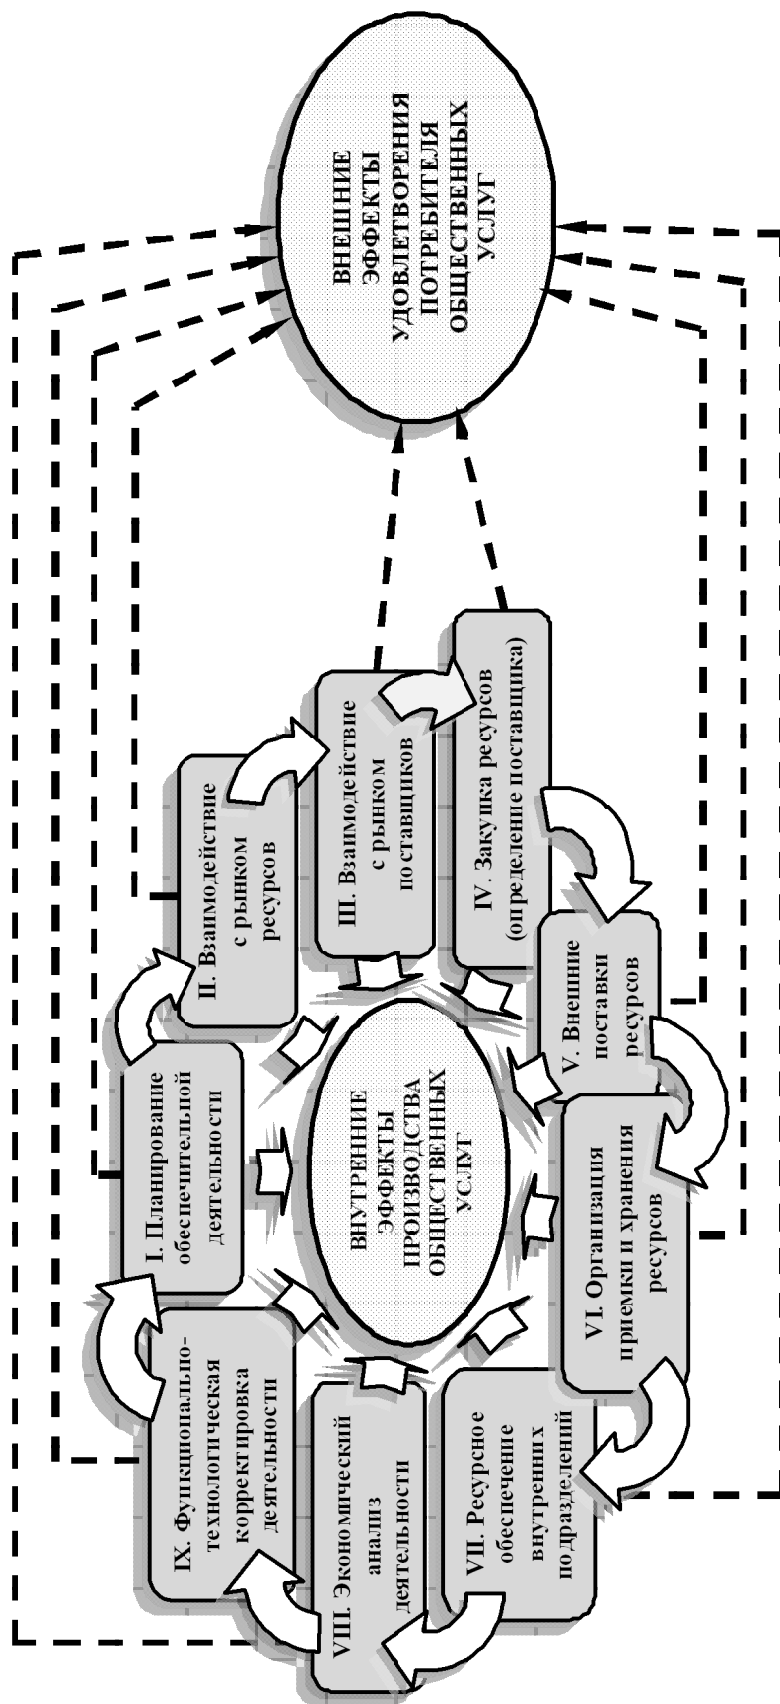 I. Планирование
обеспечительной
деятельности
II. Взаимодействие
с рынком
ресурсов
III. Взаимодействие
с рынком
поставщиков
IV. Закупка ресурсов
(определение поставщика)
V. Внешние
поставки
ресурсов
VI. Организация
приемки и хранения
ресурсов
VII. Ресурсное
обеспечение
внутренних
подразделений
VIII. Экономический
анализ
деятельности
IX. Функционально-
технологическая
корректировка
деятельности
ВНУТРЕННИЕ
ЭФФЕКТЫ
ПРОИЗВОДСТВА
ОБЩЕСТВЕННЫХ
УСЛУГ
ВНЕШНИЕ
ЭФФЕКТЫ
УДОВЛЕТВОРЕНИЯ
ПОТРЕБИТЕЛЯ
ОБЩЕСТВЕННЫХ
УСЛУГ